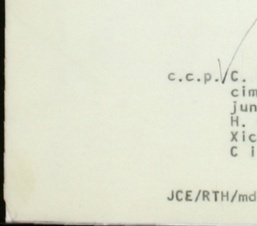 c.c.p. C.
cim
jun
H.
Xic
C i
JCE/RTH/md